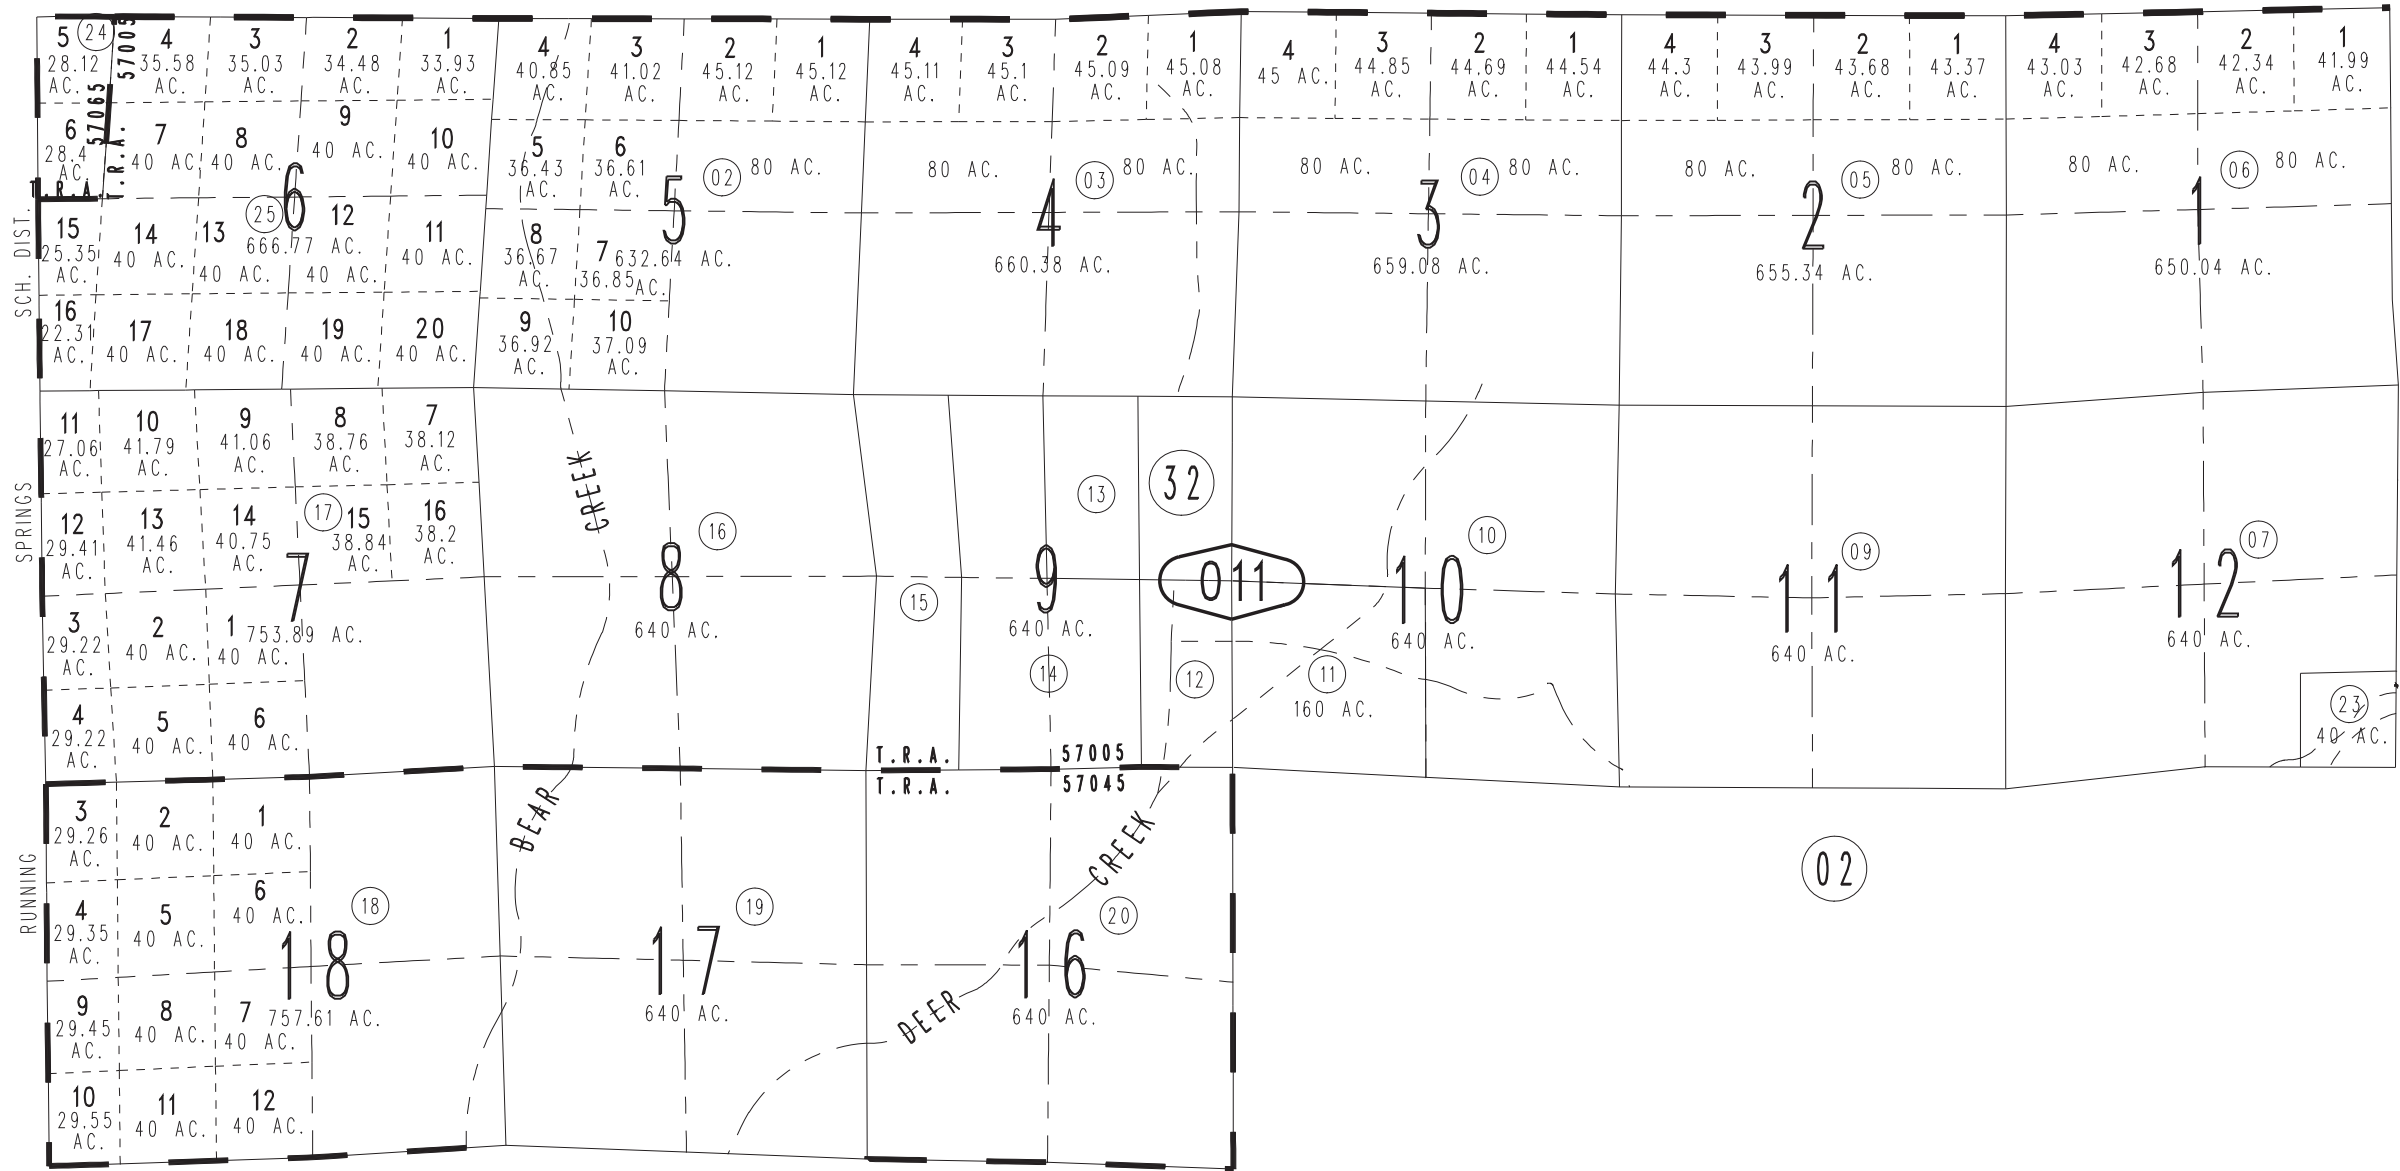 5 24 4 3 2 1 4 3 2 1 4 3 2 1 4 3 2 1 4 3 2 1 4 3 2 1
28.12 35.58 35.03 34.48 33.93 40.85 41.02 45.12 45.12 45.11 45.1 45.09 45.08 45 AC. 44.85 44.69 44.54 44.3 43.99 43.68 43.37 43.03 42.68 42.34 41.99
AC. AC. AC. AC. AC. AC. AC. AC. AC. AC. AC. AC. AC. AC. AC. AC. AC. AC. AC. AC. AC. AC. AC. AC.
57005
57065
T.R.A.
6 7 8 9 10
28.4 40 AC 40 AC. 40 AC. 40 AC.
AC.
T.R.A.
5 6
36.43 36.61
AC. AC.
6 5 02 80 AC. 80 AC. 4 03 80 AC. 80 AC. 3 04 80 AC. 80 AC. 2 05 80 AC. 80 AC. 1 06 80 AC.
25
15 14 13 12 11
25.35 40 AC. 666.77 AC. 40 AC.
AC. 40 AC. 40 AC.
8 7 632.64 AC.
36.67 36.85
AC. AC.
660.38 AC. 659.08 AC. 655.34 AC. 650.04 AC.
SCH. DIST.
16 17 18 19 20
22.31 40 AC. 40 AC. 40 AC. 40 AC.
AC.
9 10
36.92 37.09
AC. AC.
11 10 9 8 7
27.06 41.79 41.06 38.76 38.12
AC. AC. AC. AC. AC.
CREEK
13 32
SPRINGS
12 13 14 17 15 16
29.41 41.46 40.75 38.84 38.2
AC. AC. AC. AC. AC.
7 8 16 9 011 10 10 11 09 12 07
15
3 2 1 753.89 AC.
29.22 40 AC. 40 AC.
AC.
640 AC. 640 AC. 640 AC. 640 AC. 640 AC.
14 12 11
160 AC.
23
40 AC.
4 5 6
29.22 40 AC. 40 AC.
AC.
T.R.A. 57005
T.R.A. 57045
3 2 1
29.26 40 AC. 40 AC.
AC.
BEAR
CREEK
02
RUNNING
4 5 6
29.35 40 AC. 40 AC.
AC.
18 18 17 19 16 20
9 8 7 757.61 AC.
29.45 40 AC. 40 AC.
AC.
640 AC. 640 AC.
DEER
10 11 12
29.55 40 AC. 40 AC.
AC.